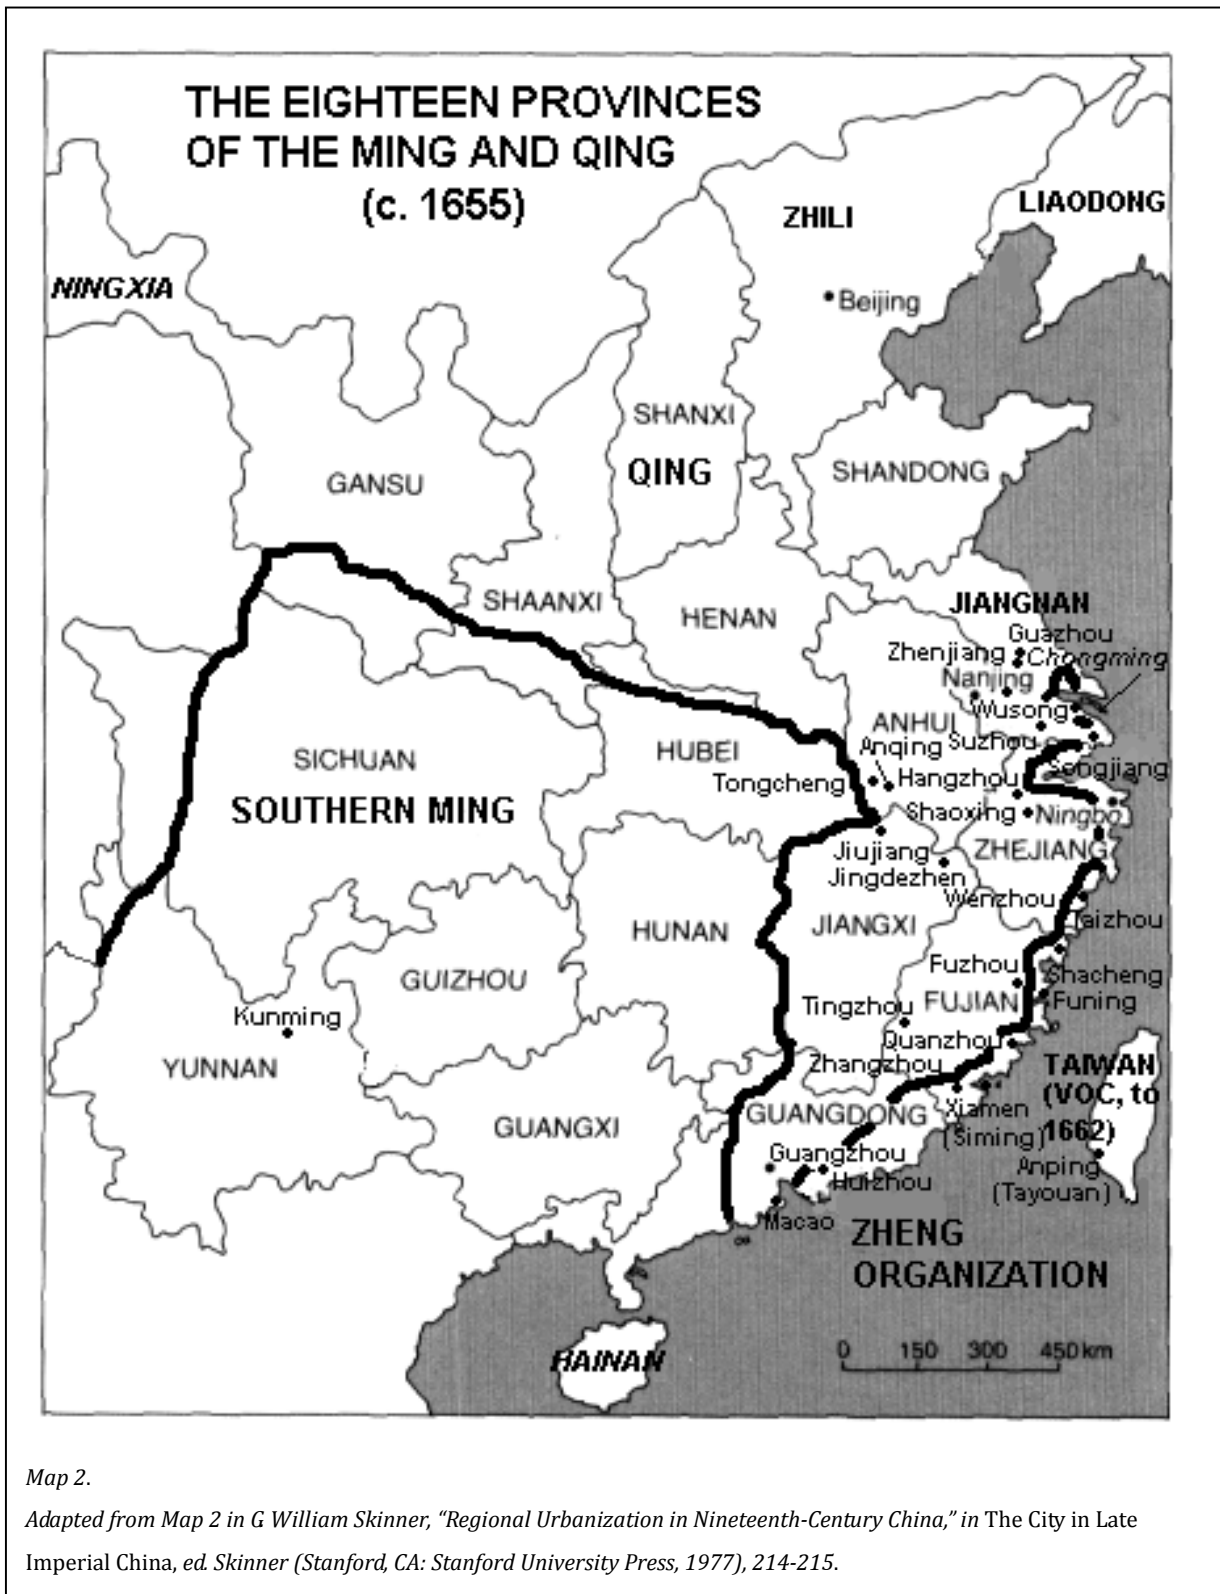 THE EIGHTEEN PROVINCES
OF THE MING AND QING
(c. 1655)
LIAODONG
ZHILI
NINGXIA
Beijing
SHANXI
QING
SHANDONG
GANSU
SHAANXI
HENAN
JIANGNAN
Guazhou
Zhenjiang
Chongming
Nanjing
Wusong
ANHUI
Anqing
Suzhou
HUBEI
SICHUAN
Songjiang
Tongcheng
Hangzhou
SOUTHERN MING
Shaoxing
Ningbo
Jiujiang
ZHEJIANG
Jingdezhen
Wenzhou
Taizhou
HUNAN
JIANGXI
Fuzhou
Shacheng
GUIZHOU
FUJIAN
Funing
Tingzhou
Kunming
Quanzhou
Zhangzhou
YUNNAN
TAIWAN
(VOC, to
1662)
GUANGDONG
Xiamen
(Siming)
GUANGXI
Guangzhou
Huizhou
Anping
(Tayouan)
Macao
ZHENG
ORGANIZATION
HAINAN
0 150 300 450 km
Map 2.
Adapted from Map 2 in G William Skinner, “Regional Urbanization in Nineteenth-Century China,” in The City in Late
Imperial China, ed. Skinner (Stanford, CA: Stanford University Press, 1977), 214-215.